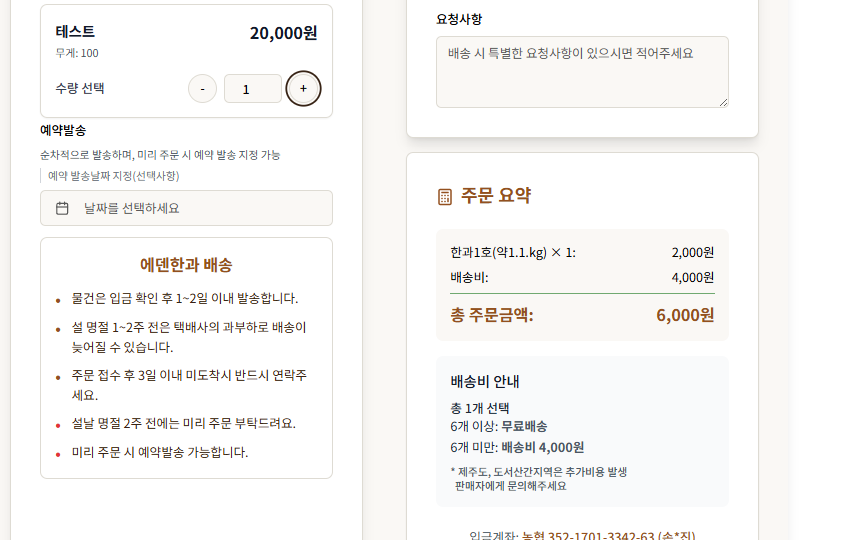 테스트
20,000원
무게: 100
수량 선택
-
1
+
예약발송
순차적으로 발송하며, 미리 주문 시 예약 발송 지정 가능
예약 발송날짜 지정(선택사항)
날짜를 선택하세요
에덴한과 배송
• 물건은 입금 확인 후 1~2일 이내 발송합니다.
• 설 명절 1~2주 전은 택배사의 과부하로 배송이
늦어질 수 있습니다.
• 주문 접수 후 3일 이내 미도착시 반드시 연락주
세요.
• 설날 명절 2주 전에는 미리 주문 부탁드려요.
• 미리 주문 시 예약발송 가능합니다.
요청사항
배송 시 특별한 요청사항이 있으시면 적어주세요
주문 요약
한과1호(약1.1.kg) × 1:
2,000원
배송비:
4,000원
총 주문금액:
6,000원
배송비 안내
총 1개 선택
6개 이상: 무료배송
6개 미만: 배송비 4,000원
* 제주도, 도서산간지역은 추가비용 발생
판매자에게 문의해주세요
입금계좌: 농협 352-1701-3342-63 (손*진)